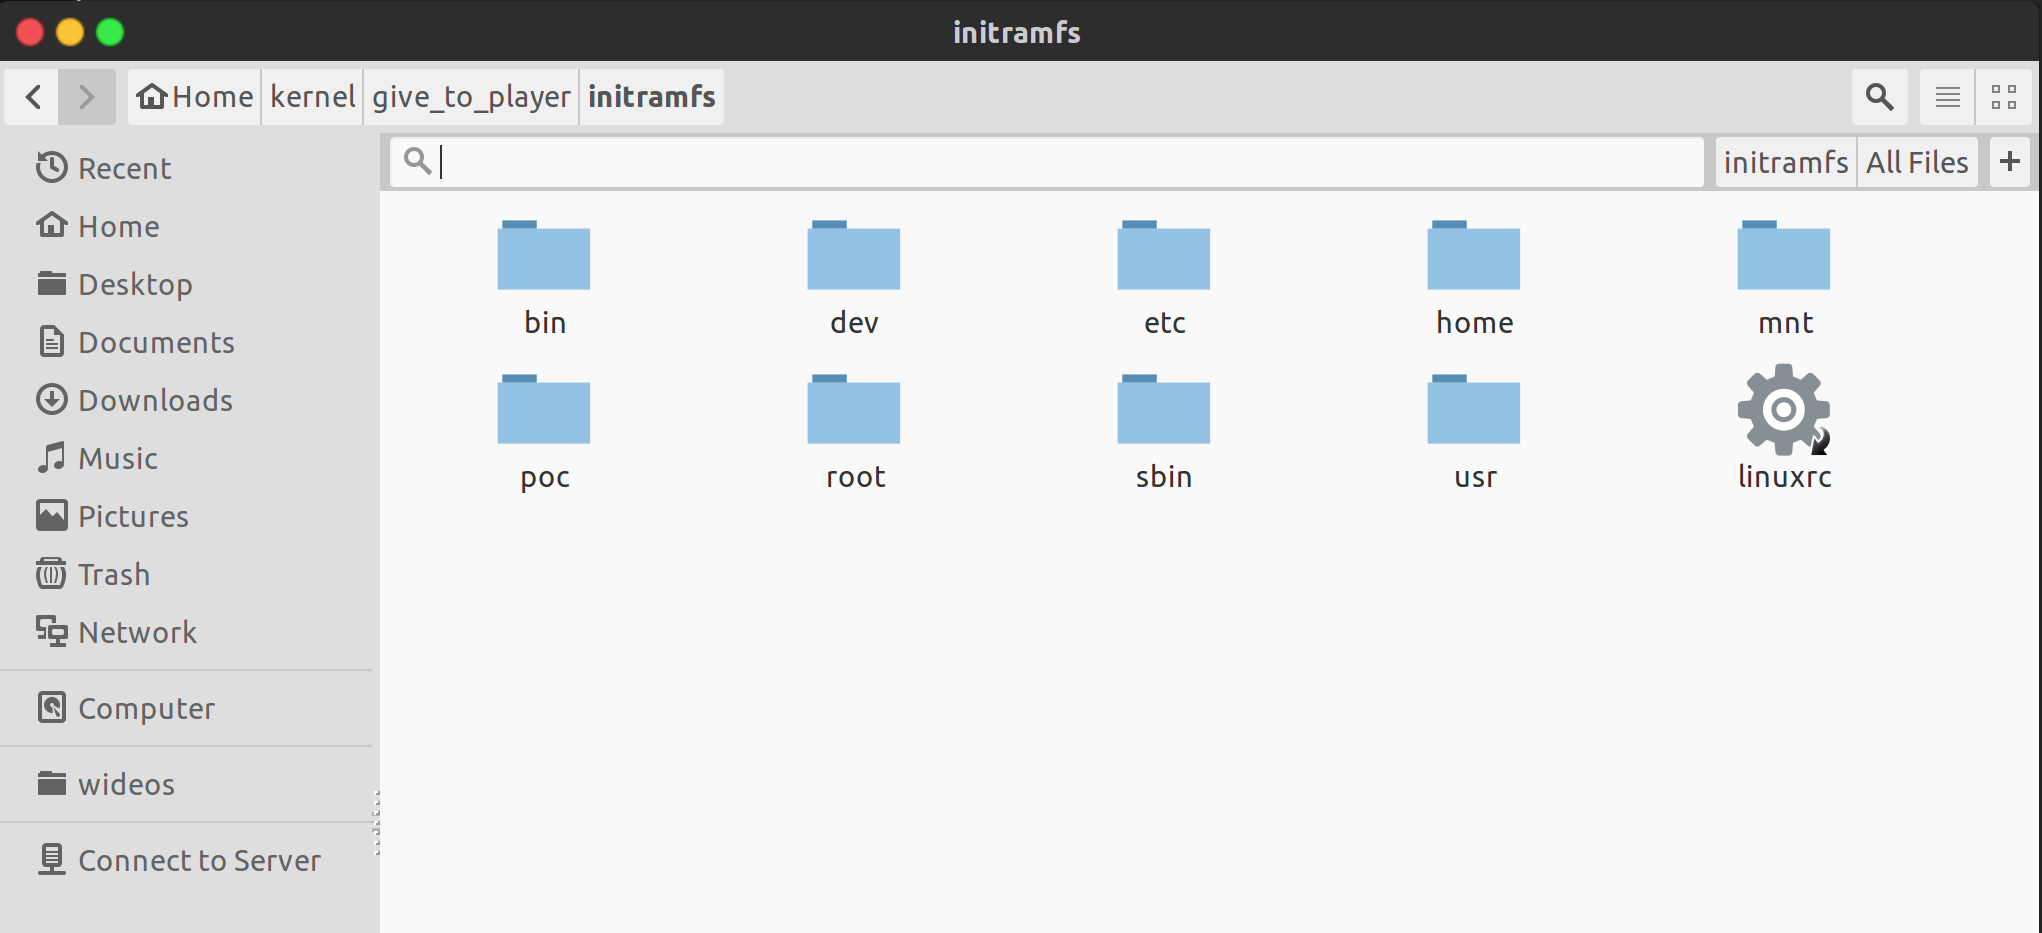 initramfs
Home kernel give_to_player initramfs
Recent
Home
Desktop
Documents
Downloads
Music
Pictures
Trash
Network
Computer
wideos
Connect to Server
initramfs All Files +
bin dev etc home mnt
poc root sbin usr linuxrc